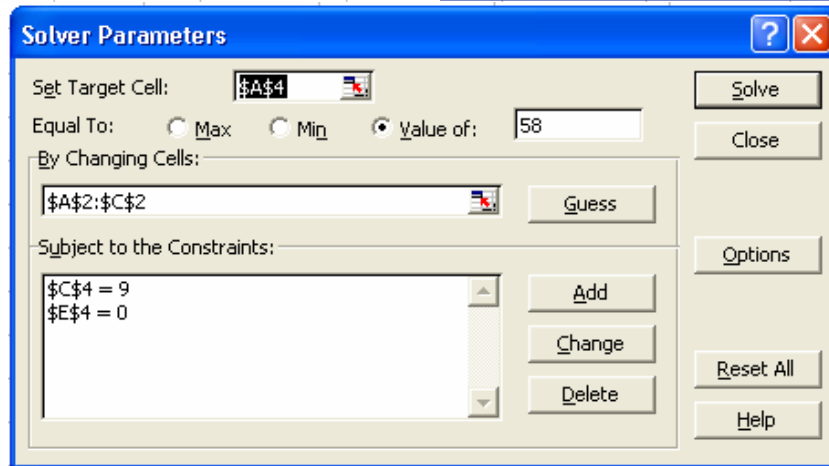 Solver Parameters
Set Target Cell: $A$4
Equal To: Max Min Value of: 58
By Changing Cells:
$A$2:$C$2
Guess
Subject to the Constraints:
$C$4 = 9
$E$4 = 0
Add
Change
Delete
Solve
Close
Options
Reset All
Help